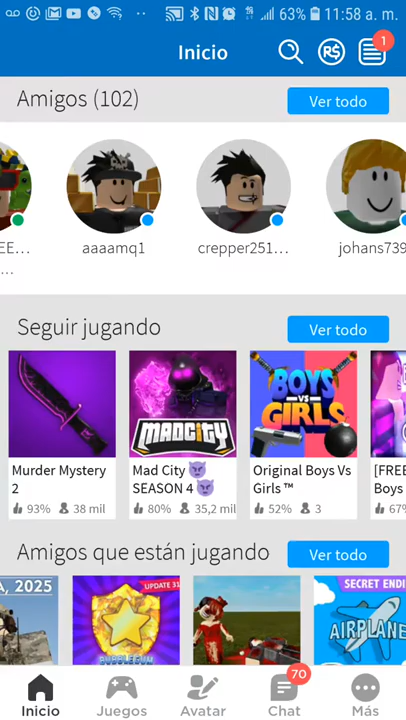 63% 11:58 a. m.
Inicio
R$
1
Amigos (102)
Ver todo
EE...
...
aaaamq1
crepper251...
johans739
Seguir jugando
Ver todo
MADCITY
BOYS
VS
GIRLS
Murder Mystery
2
Mad City 😈
SEASON 4 😈
Original Boys Vs
Girls ™
[FREE
Boys
93% 38 mil
80% 35,2 mil
52% 3
67%
Amigos que están jugando
Ver todo
A, 2025
UPDATE 31
BUBBLEGUM
SECRET ENDI
AIRPLANE
70
Inicio
Juegos
Avatar
Chat
Más